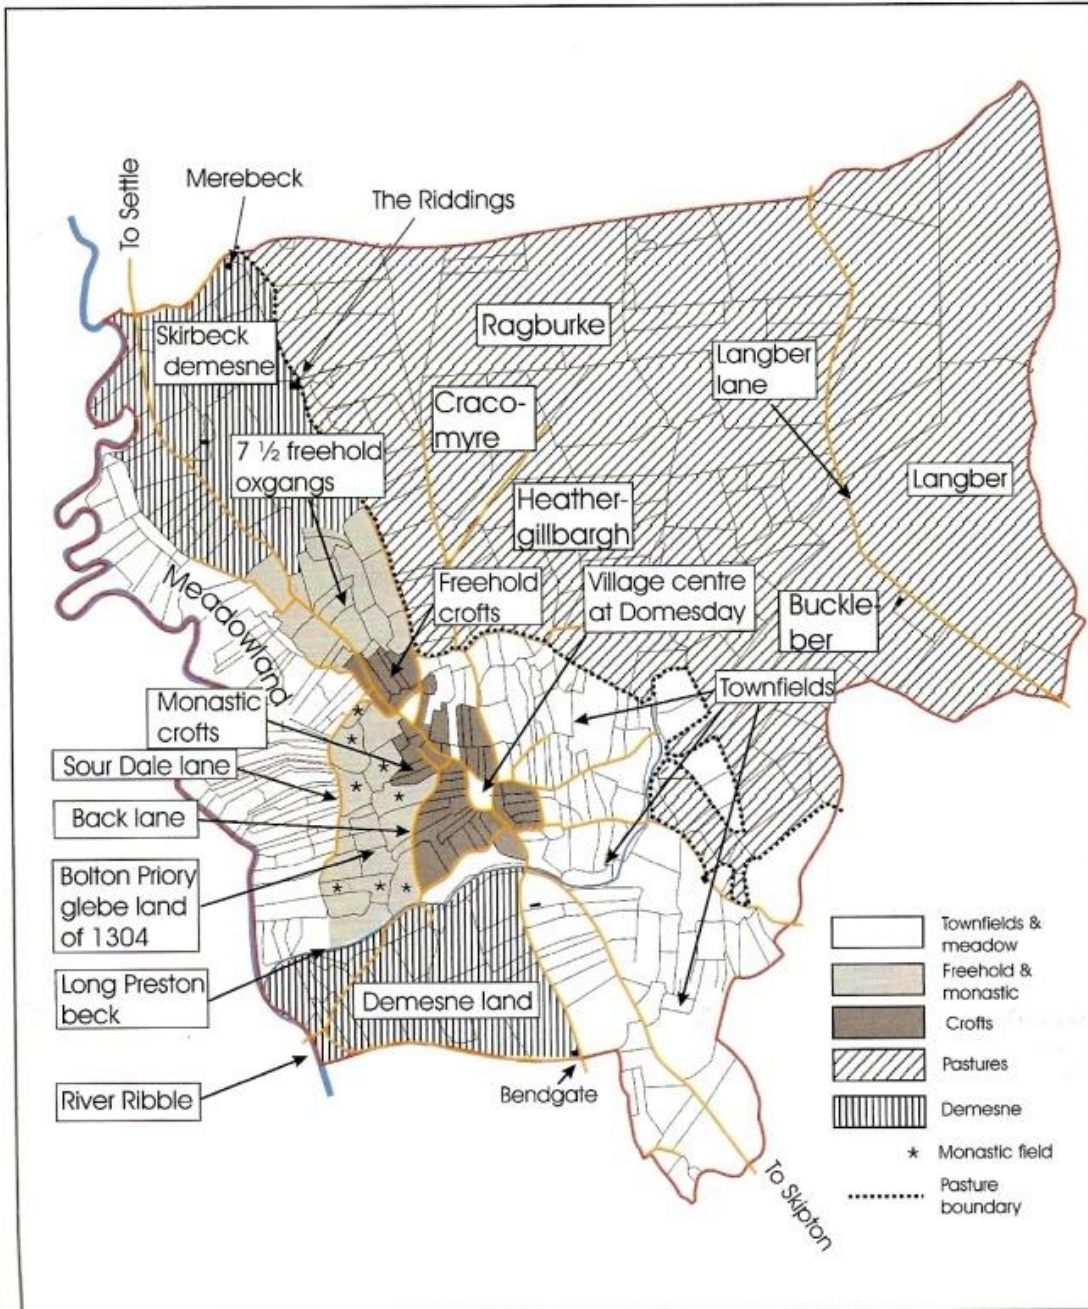 To Settle
Merebeck
The Riddings
Skirbeck
demesne
Ragburke
Craco-
myre
Langber
lane
7 ½ freehold
oxgangs
Langber
Heather-
gillbargh
Meadowland
Freehold
crofts
Village centre
at Domesday
Buckle-
ber
Townfields
Monastic
crofts
Sour Dale lane
Back lane
Bolton Priory
glebe land
of 1304
Long Preston
beck
Demesne land
River Ribble
Bendgate
To Skipton
Townfields &
meadow
Freehold &
monastic
Crofts
Pastures
Demesne
* Monastic field
Pasture
boundary